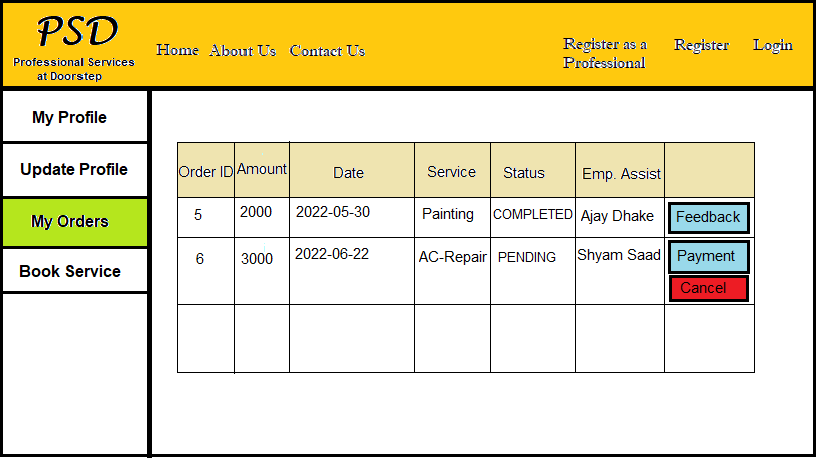 PSD
Professional Services
at Doorstep
Home About Us Contact Us
Register as a
Professional
Register
Login
My Profile
Update Profile
My Orders
Book Service
Order ID Amount Date Service Status Emp. Assist
5 2000 2022-05-30 Painting COMPLETED Ajay Dhake Feedback
6 3000 2022-06-22 AC-Repair PENDING Shyam Saad Payment
Cancel